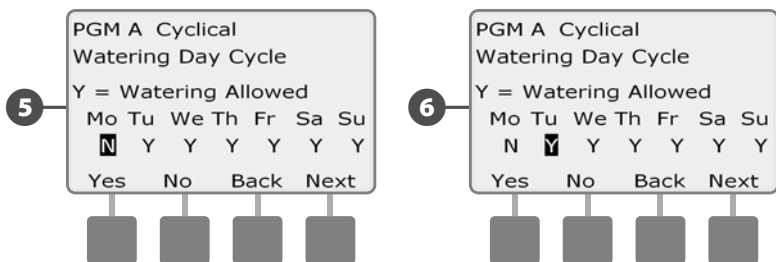 5
PGM A Cyclical
Watering Day Cycle
Y = Watering Allowed
Mo Tu We Th Fr Sa Su
N Y Y Y Y Y Y
Yes No Back Next
6
PGM A Cyclical
Watering Day Cycle
Y = Watering Allowed
Mo Tu We Th Fr Sa Su
N Y Y Y Y Y Y
Yes No Back Next